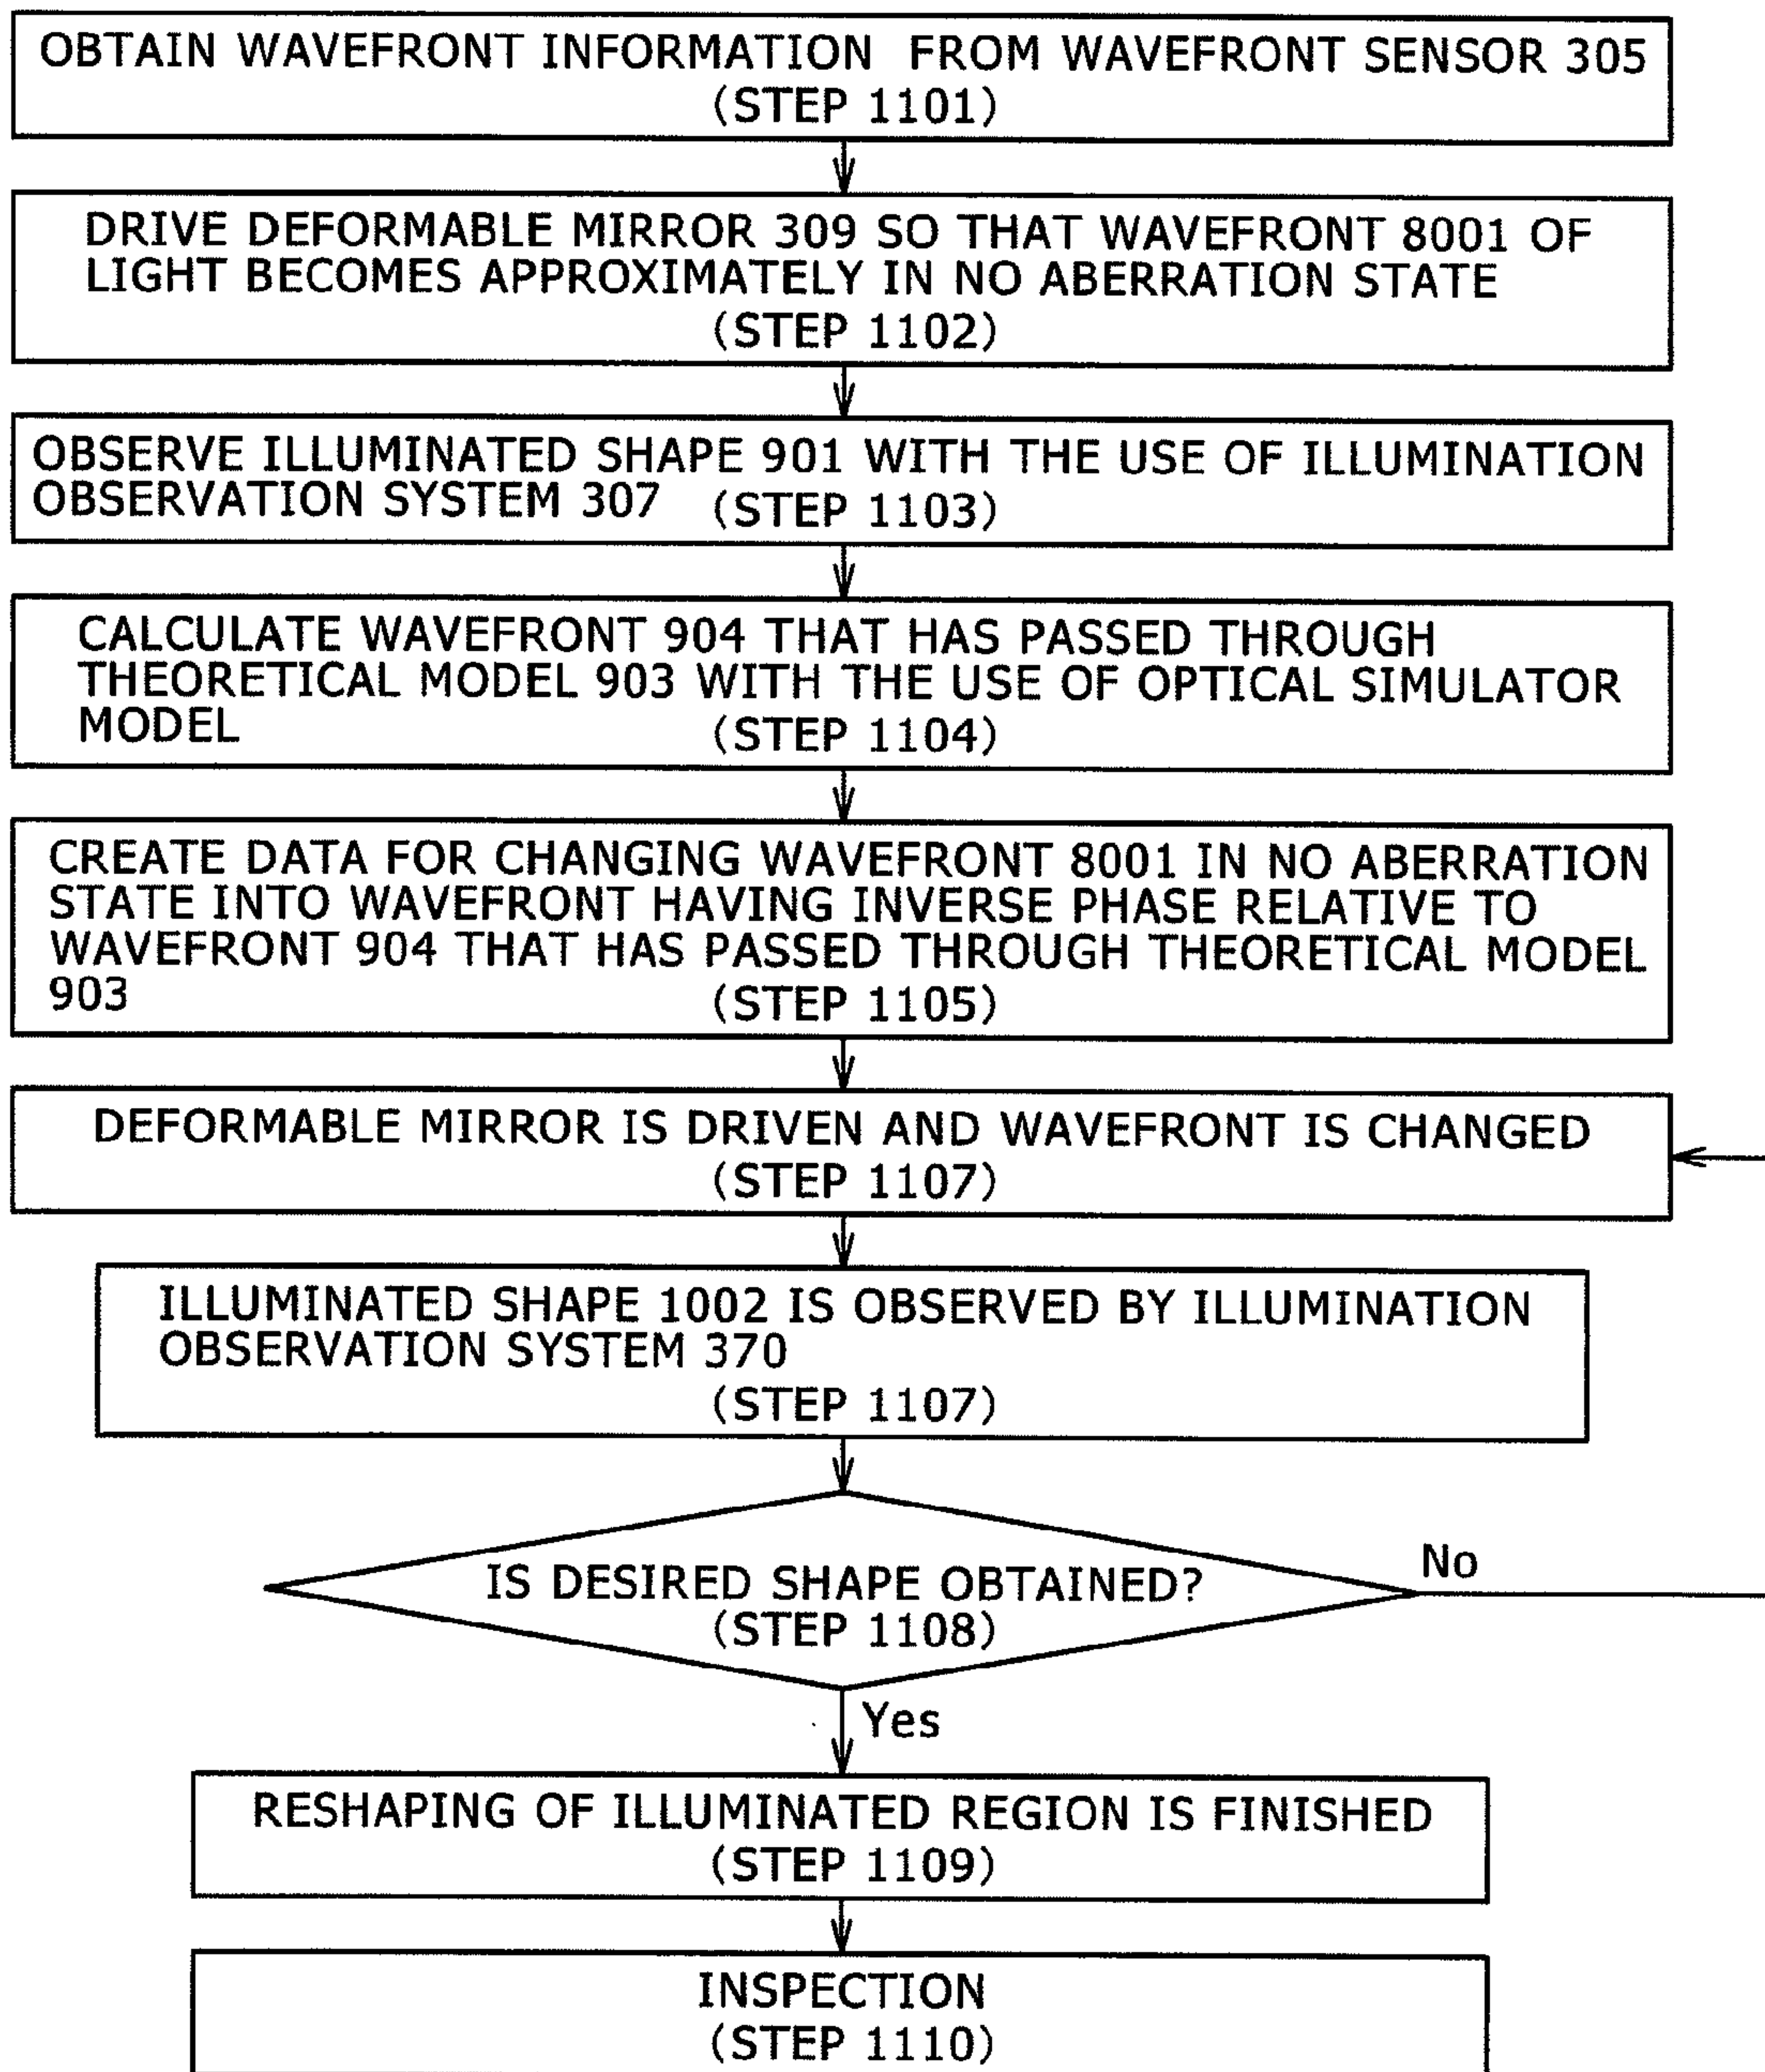 OBTAIN WAVEFRONT INFORMATION FROM WAVEFRONT SENSOR 305
(STEP 1101)
DRIVE DEFORMABLE MIRROR 309 SO THAT WAVEFRONT 8001 OF
LIGHT BECOMES APPROXIMATELY IN NO ABERRATION STATE
(STEP 1102)
OBSERVE ILLUMINATED SHAPE 901 WITH THE USE OF ILLUMINATION
OBSERVATION SYSTEM 307 (STEP 1103)
CALCULATE WAVEFRONT 904 THAT HAS PASSED THROUGH
THEORETICAL MODEL 903 WITH THE USE OF OPTICAL SIMULATOR
MODEL (STEP 1104)
CREATE DATA FOR CHANGING WAVEFRONT 8001 IN NO ABERRATION
STATE INTO WAVEFRONT HAVING INVERSE PHASE RELATIVE TO
WAVEFRONT 904 THAT HAS PASSED THROUGH THEORETICAL MODEL
903 (STEP 1105)
DEFORMABLE MIRROR IS DRIVEN AND WAVEFRONT IS CHANGED
(STEP 1107)
ILLUMINATED SHAPE 1002 IS OBSERVED BY ILLUMINATION
OBSERVATION SYSTEM 370
(STEP 1107)
No
IS DESIRED SHAPE OBTAINED?
(STEP 1108)
Yes
RESHAPING OF ILLUMINATED REGION IS FINISHED
(STEP 1109)
INSPECTION
(STEP 1110)